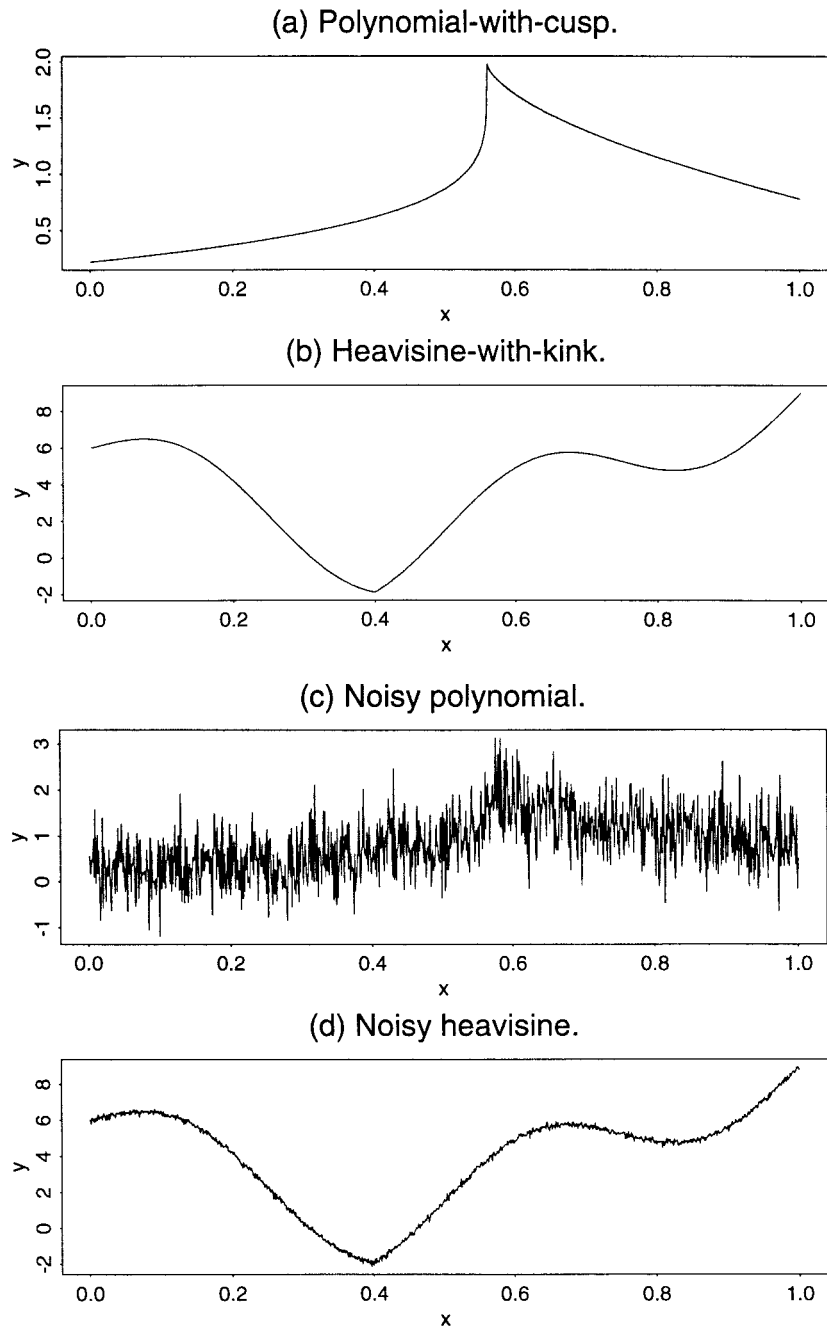 (a) Polynomial-with-cusp.
2.0
1.5
1.0
0.5
y
0.0 0.2 0.4 0.6 0.8 1.0
x
(b) Heavisine-with-kink.
8
6
4
2
0
-2
y
0.0 0.2 0.4 0.6 0.8 1.0
x
(c) Noisy polynomial.
3
2
1
0
-1
y
0.0 0.2 0.4 0.6 0.8 1.0
x
(d) Noisy heavisine.
8
6
4
2
0
-2
y
0.0 0.2 0.4 0.6 0.8 1.0
x